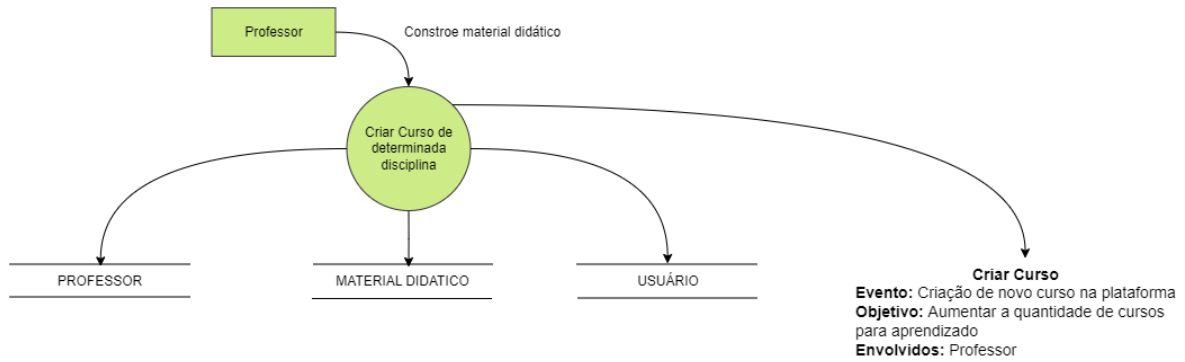 Professor
Constroe material didático
Criar Curso de
determinada
disciplina
PROFESSOR
MATERIAL DIDATICO
USUÁRIO
Criar Curso
Evento: Criação de novo curso na plataforma
Objetivo: Aumentar a quantidade de cursos
para aprendizado
Envolvidos: Professor